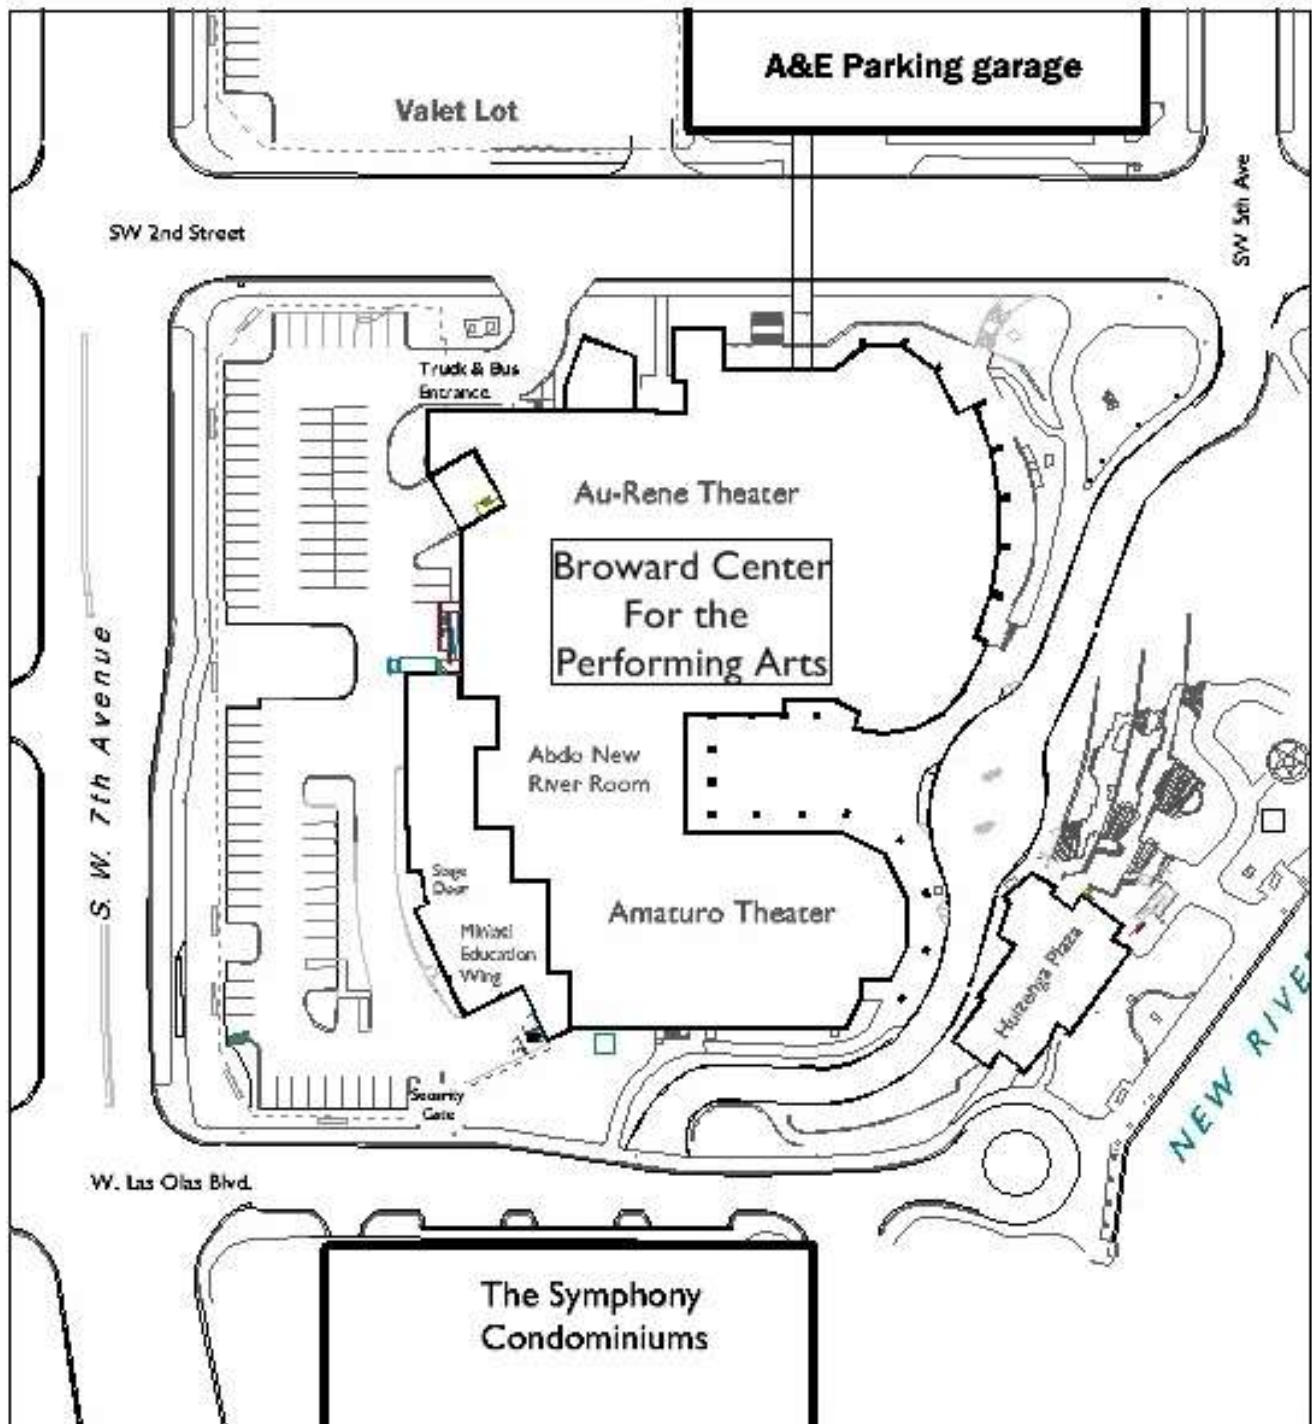 A&E Parking garage
Valet Lot
SW 5th Ave
SW 2nd Street
Truck & Bus
Entrance
Au-Rene Theater
Broward Center
For the
Performing Arts
S. W. 7th Avenue
Abdo New
River Room
Stage
Door
Amaturo Theater
Miniaci
Education
Wing
Huizenga Plaza
NEW RIVER
Security
Gate
W. Las Olas Blvd.
The Symphony
Condominiums